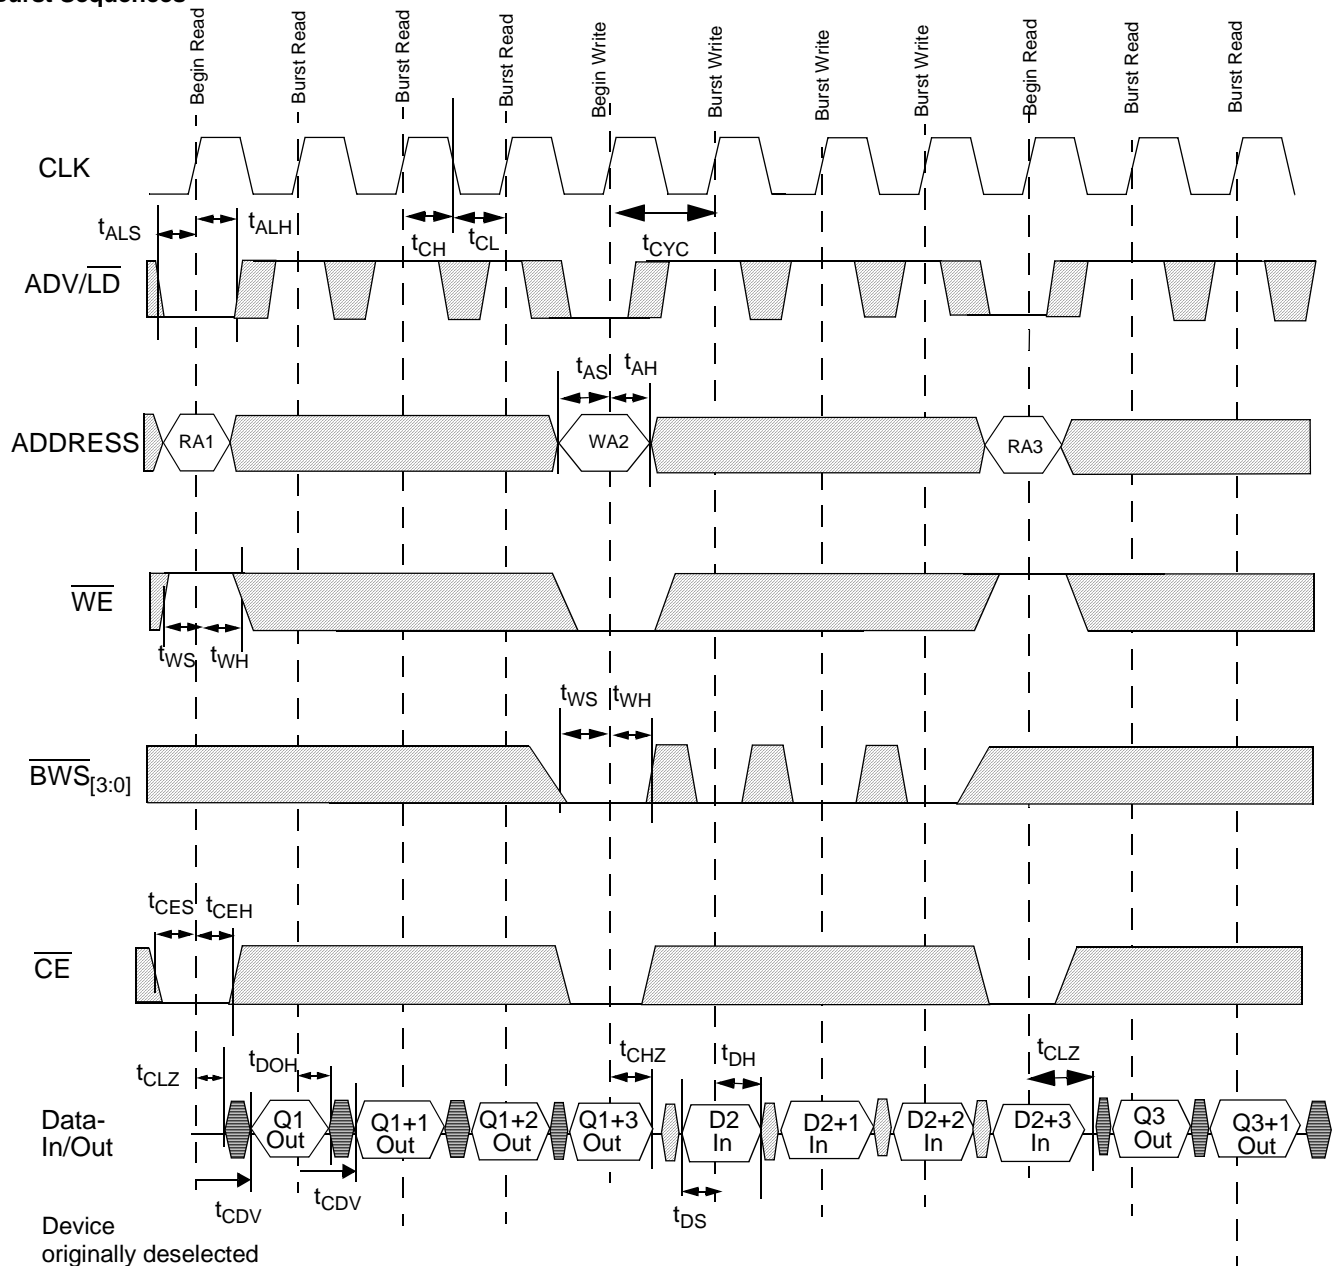 Burst Sequences
Begin Read
Burst Read
Burst Read
Burst Read
Begin Write
Burst Write
Burst Write
Burst Write
Begin Read
Burst Read
Burst Read
CLK
tALS
tALH
tCH
tCL
tCYC
ADV/LD
tAS
tAH
ADDRESS
RA1
WA2
RA3
WE
tWS
tWH
tWS
tWH
BWS[3:0]
tCES
tCEH
CE
tCLZ
tDOH
tCHZ
tDH
tCLZ
Data-
In/Out
Q1
Out
Q1+1
Out
Q1+2
Out
Q1+3
Out
D2
In
D2+1
In
D2+2
In
D2+3
In
Q3
Out
Q3+1
Out
tCDV
tCDV
tDS
Device
originally deselected